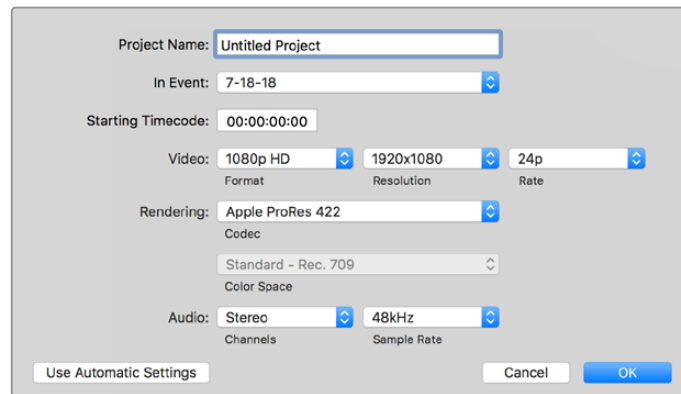 Project Name: Untitled Project
In Event: 7-18-18
Starting Timecode: 00:00:00:00
Video: 1080p HD 1920x1080 24p
Format Resolution Rate
Rendering: Apple ProRes 422
Codec
Standard - Rec. 709
Color Space
Audio: Stereo 48kHz
Channels Sample Rate
Use Automatic Settings Cancel OK